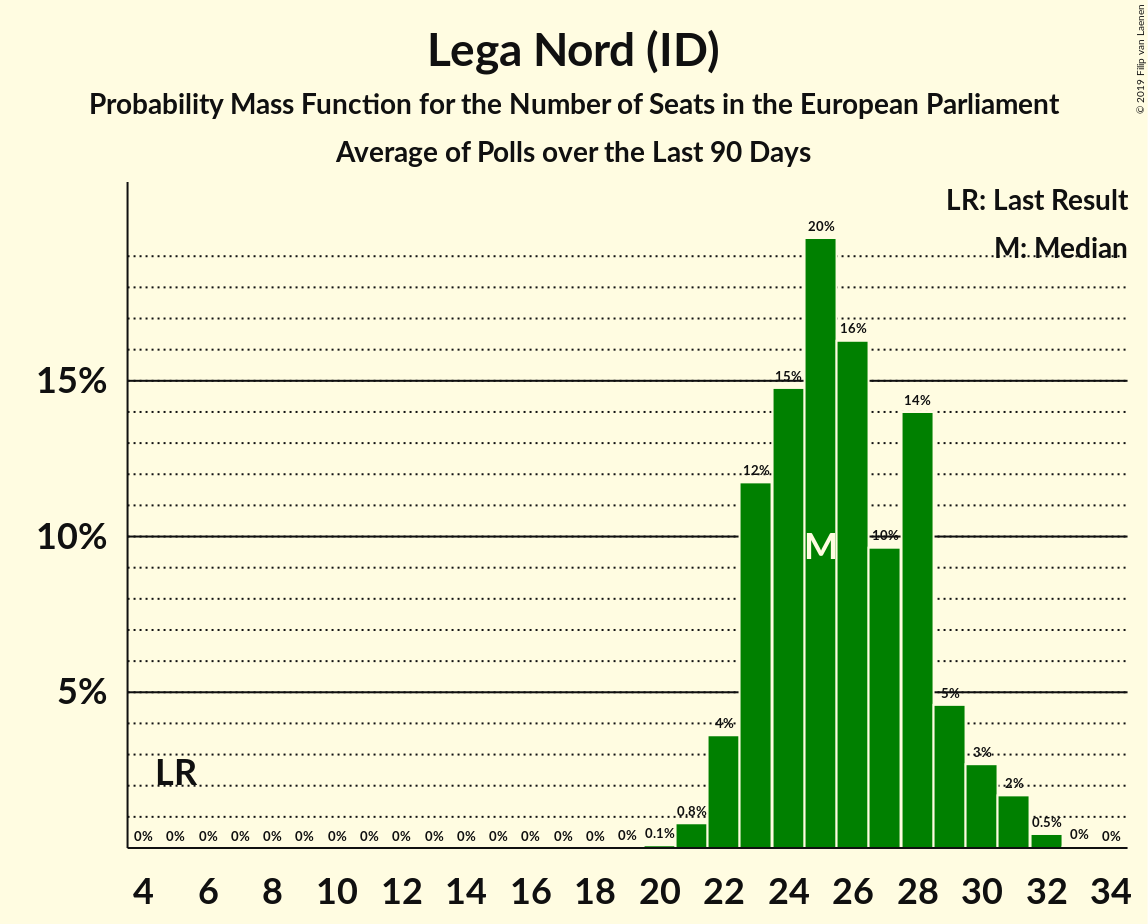 Lega Nord (ID)
Probability Mass Function for the Number of Seats in the European Parliament
Average of Polls over the Last 90 Days
© 2019 Filip van Laenen
LR: Last Result
M: Median
20%
16%
15%
15%
14%
12%
10%
10%
M
5%
5%
4%
3%
2%
LR
0.8%
0.5%
0% 0% 0% 0% 0% 0% 0% 0% 0% 0% 0% 0% 0% 0% 0% 0% 0.1% 0% 0%
4 6 8 10 12 14 16 18 20 22 24 26 28 30 32 34